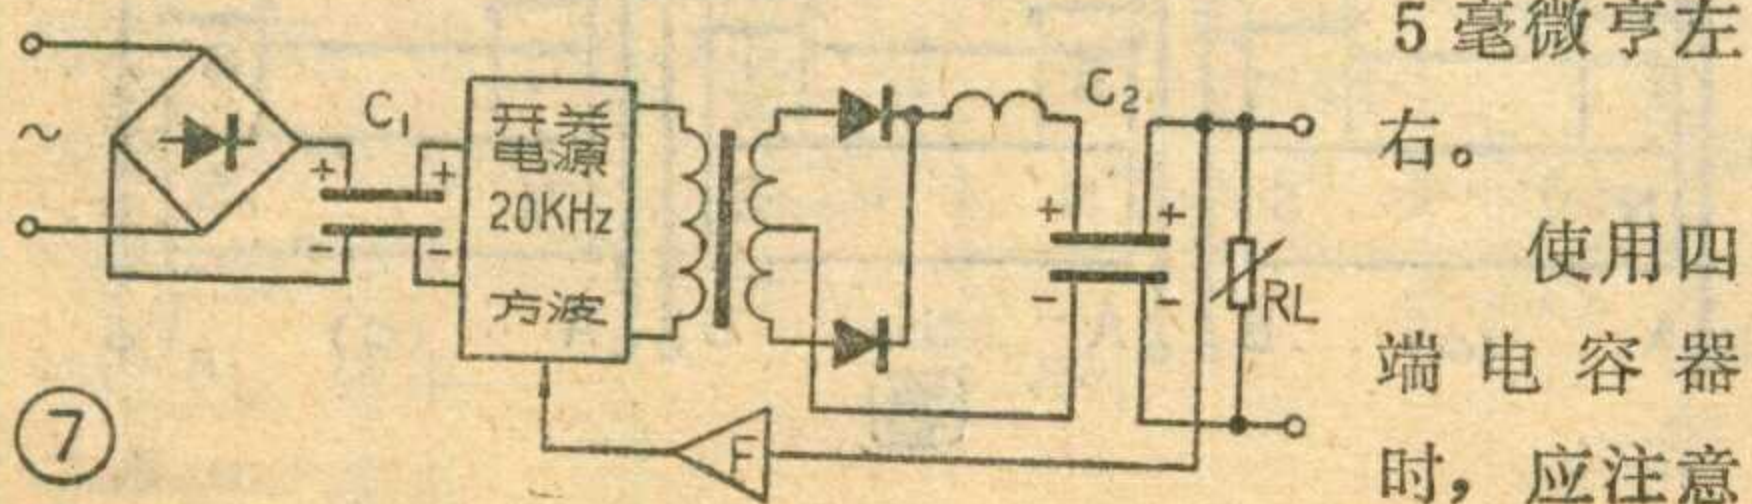 C₁
C₂
~
开关
电源
20KHz
方波
+
+
-
-
+
+
-
-
RL
F
⑦
5毫微亨左
右。
使用四
端电容器
时，应注意